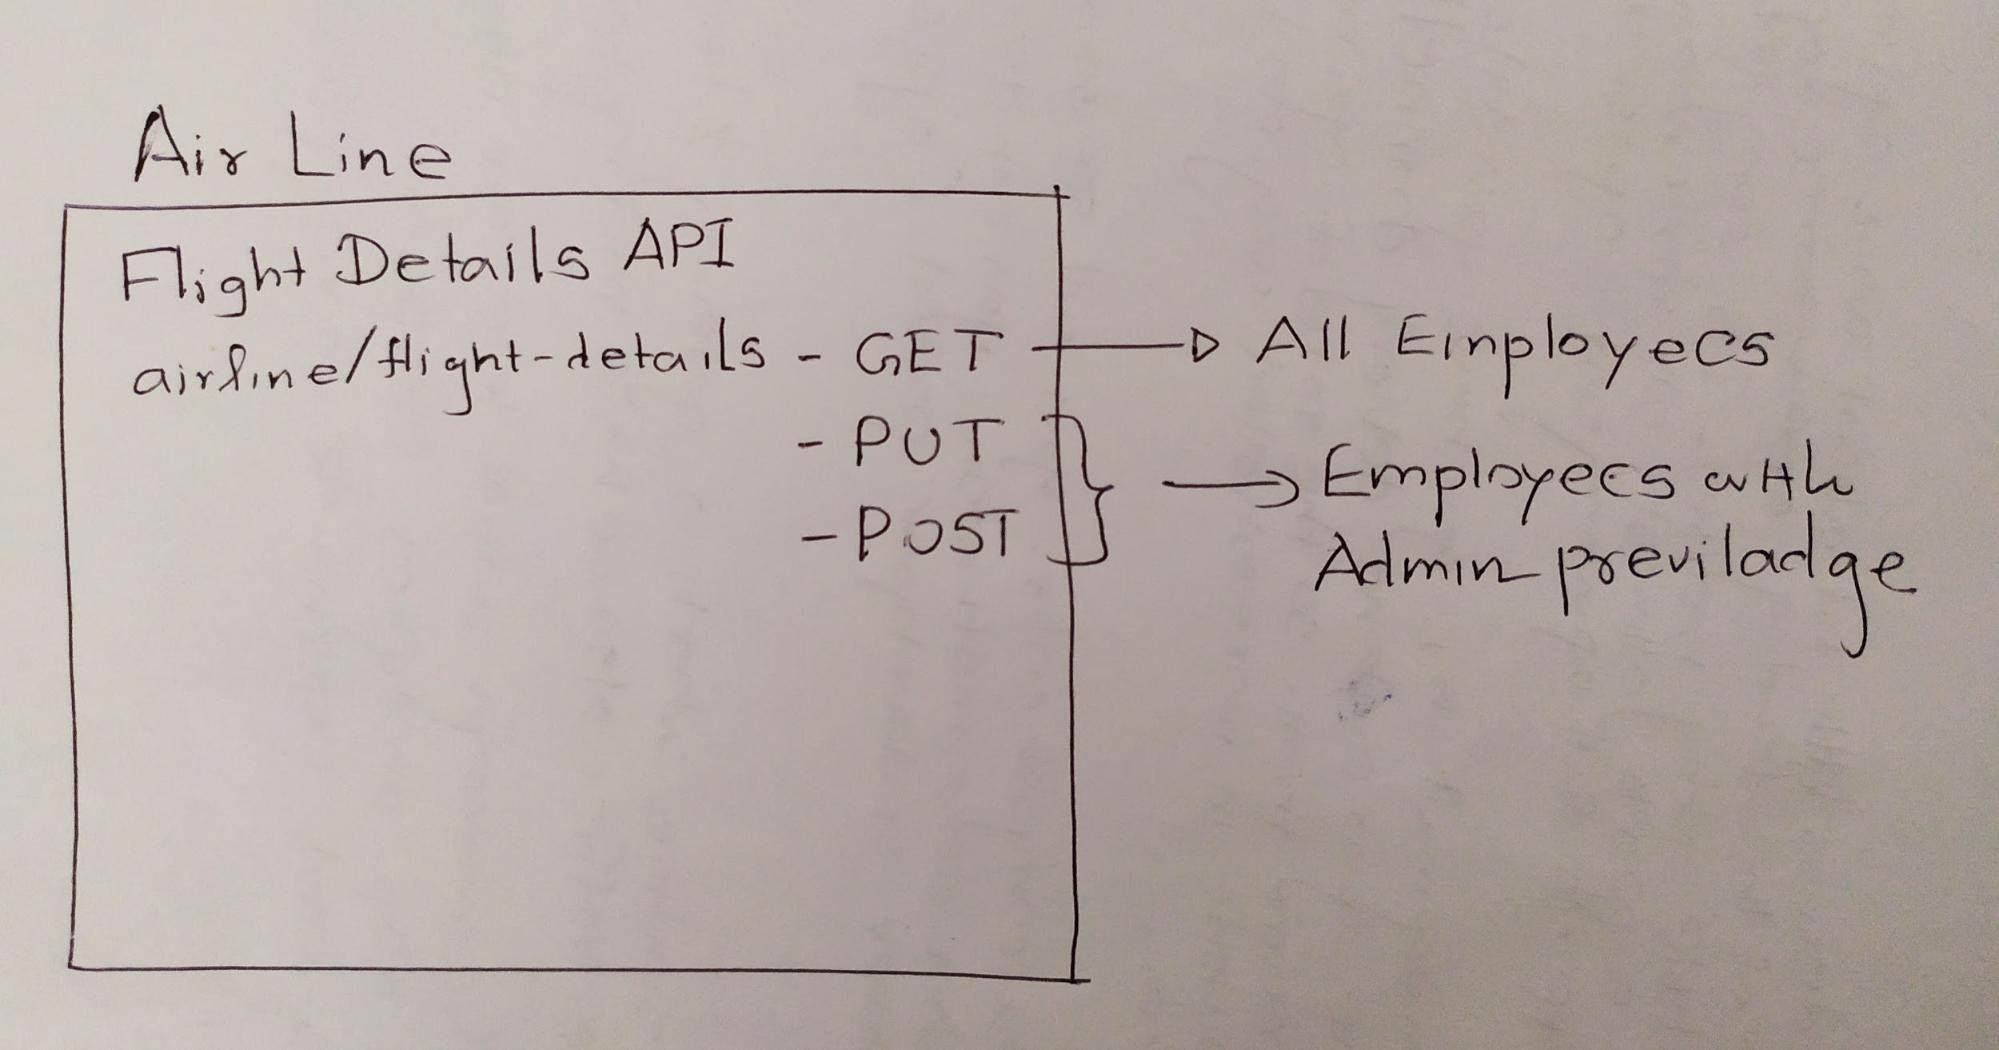 Air Line
Flight Details API
airline/flight-details - GET → All Employees
- PUT
- POST
→ Employees with
Admin previladge